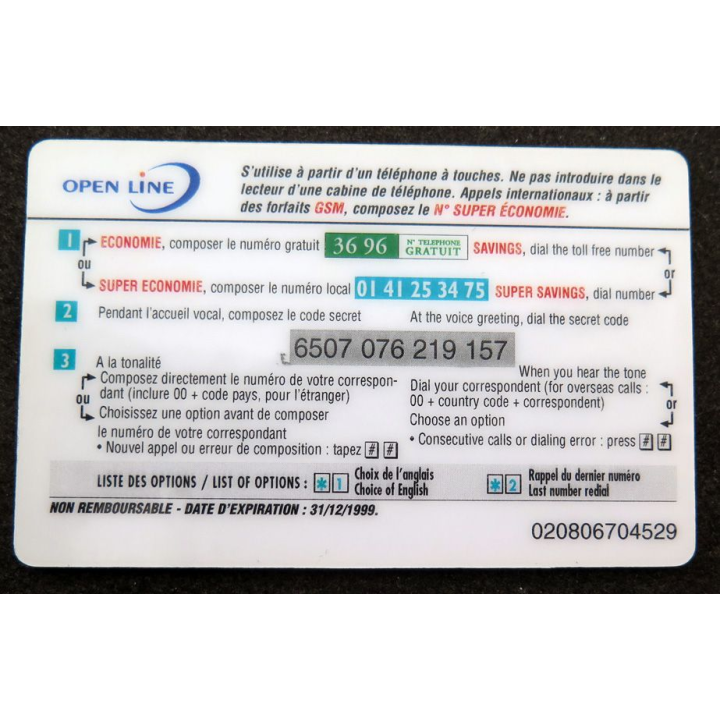 OPEN LINE
S'utilise à partir d'un téléphone à touches. Ne pas introduire dans le
lecteur d'une cabine de téléphone. Appels internationaux : à partir
des forfaits GSM, composez le N° SUPER ÉCONOMIE.
1 ECONOMIE, composer le numéro gratuit 36 96 N° TELEPHONE GRATUIT SAVINGS, dial the toll free number
ou or
SUPER ECONOMIE, composer le numéro local 01 41 25 34 75 SUPER SAVINGS, dial number
2 Pendant l'accueil vocal, composez le code secret At the voice greeting, dial the secret code
6507 076 219 157
3 A la tonalité When you hear the tone
Composez directement le numéro de votre correspon- Dial your correspondent (for overseas calls :
dant (inclure 00 + code pays, pour l'étranger) 00 + country code + correspondent)
ou or
Choisissez une option avant de composer Choose an option
le numéro de votre correspondant
• Nouvel appel ou erreur de composition : tapez # # • Consecutive calls or dialing error : press # #
LISTE DES OPTIONS / LIST OF OPTIONS : * 1 Choix de l'anglais * 2 Rappel du dernier numéro
Choice of English Last number redial
NON REMBOURSABLE - DATE D'EXPIRATION : 31/12/1999.
020806704529